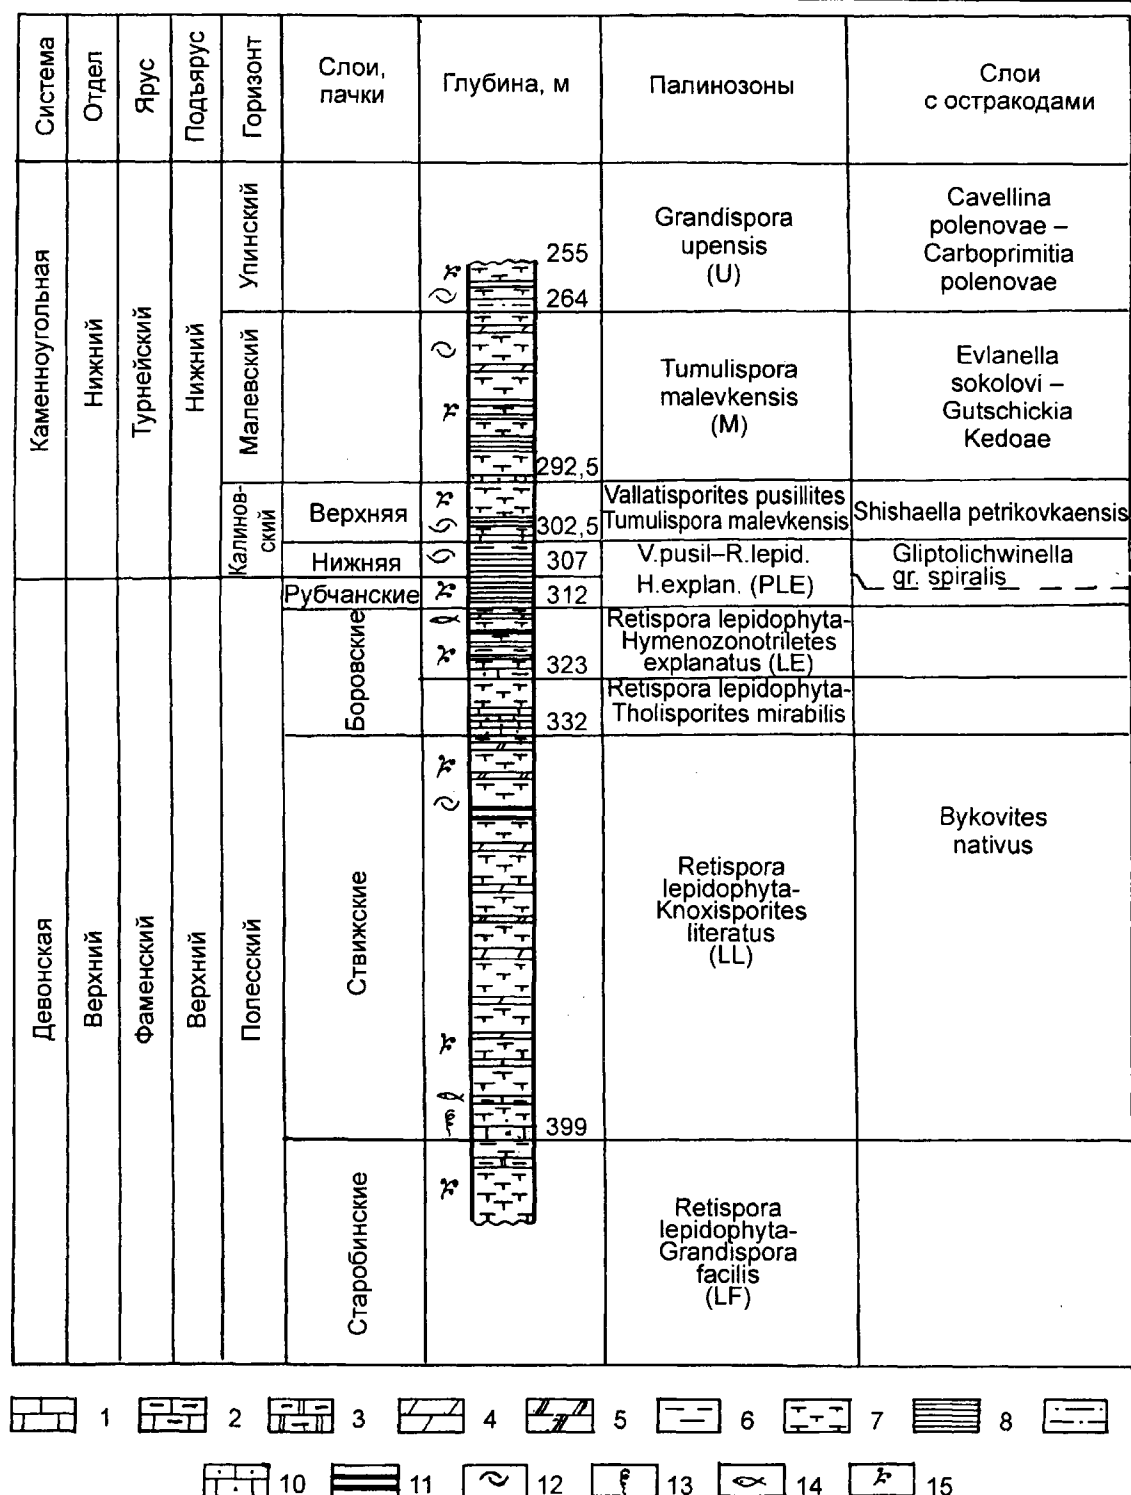 Система
Отдел
Ярус
Подъярус
Горизонт
Слои,
пачки
Глубина, м
Палинозоны
Слои
с остракодами
Каменноугольная
Нижний
Турнейский
Нижний
Упинский
255
264
Grandispora
upensis
(U)
Cavellina
polenovae –
Carboprimitia
polenovae
Малевский
292,5
Tumulispora
malevkensis
(M)
Evlanella
sokolovi –
Gutschickia
Kedoae
Калинов-
ский
Верхняя
302,5
Vallatisporites pusillites
Tumulispora malevkensis
Shishaella petrikovkaensis
Нижняя
307
V.pusil–R.lepid.
H.explan. (PLE)
Gliptolichwinella
gr. spiralis
Девонская
Верхний
Фаменский
Верхний
Полесский
Рубчанские
312
Боровские
323
Retispora lepidophyta-
Hymenozonotriletes
explanatus (LE)
332
Retispora lepidophyta-
Tholisporites mirabilis
Ствижские
399
Retispora
lepidophyta-
Knoxisporites
literatus
(LL)
Bykovites
nativus
Старобинские
Retispora
lepidophyta-
Grandispora
facilis
(LF)
1 2 3 4 5 6 7 8
10 11 12 13 14 15